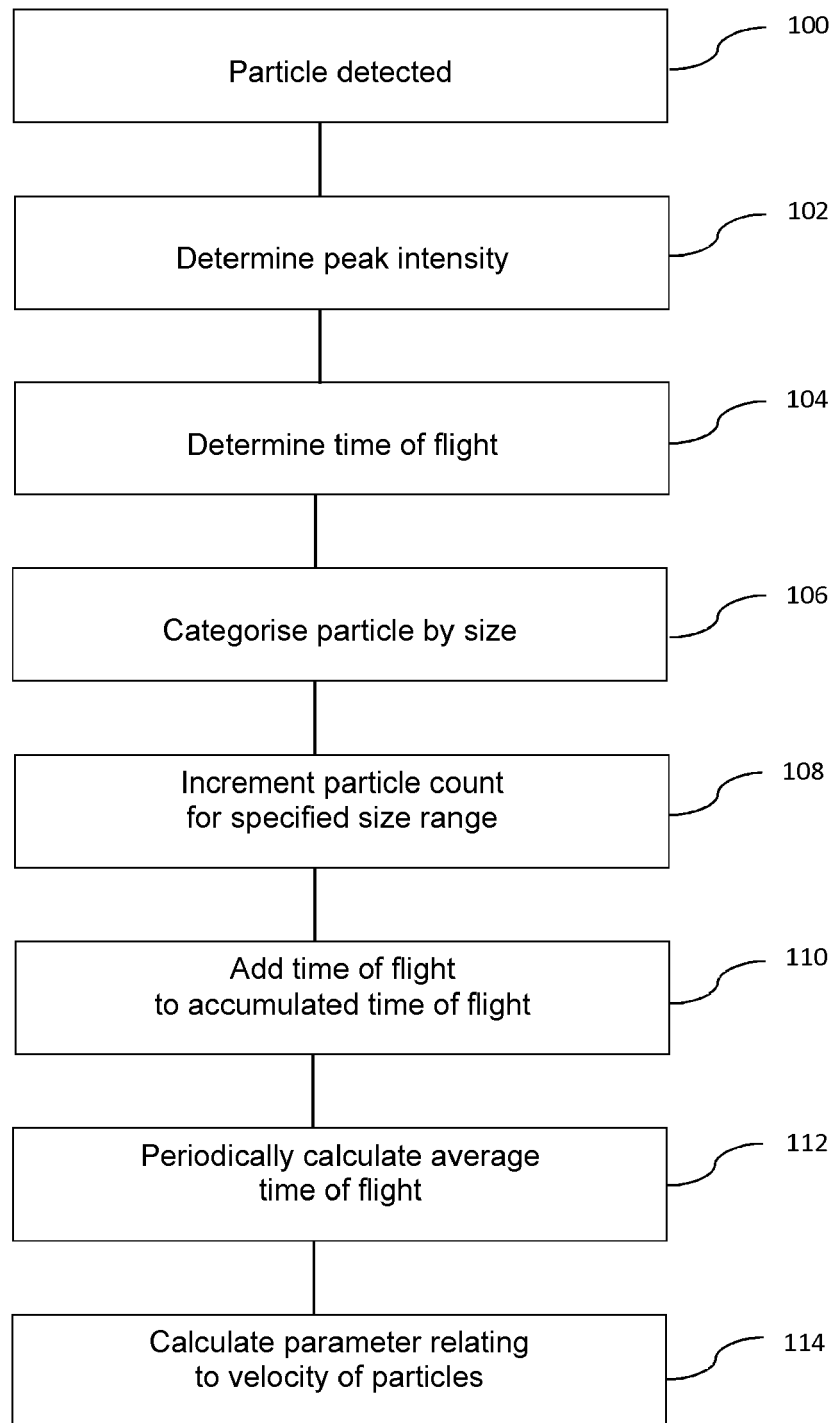 100
Particle detected
102
Determine peak intensity
104
Determine time of flight
106
Categorise particle by size
108
Increment particle count
for specified size range
110
Add time of flight
to accumulated time of flight
112
Periodically calculate average
time of flight
114
Calculate parameter relating
to velocity of particles